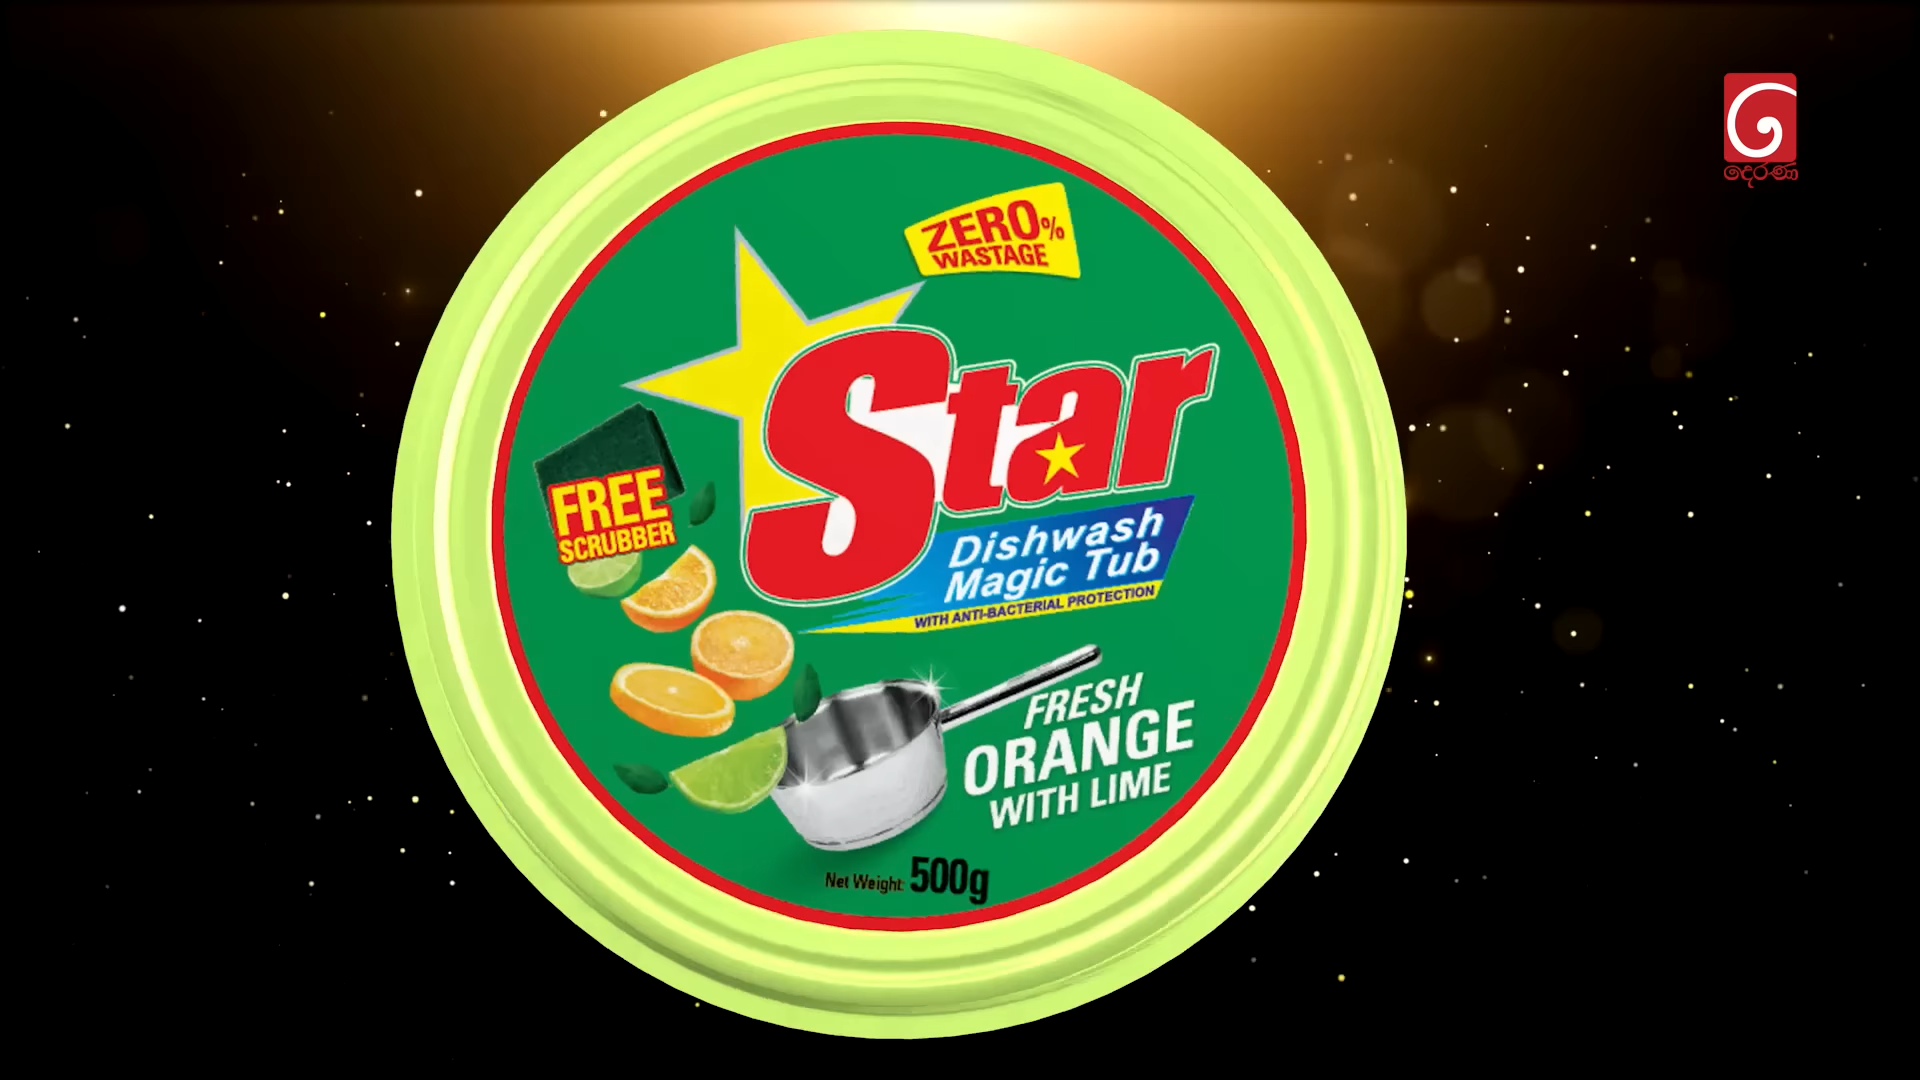 දෙරණ
ZERO%
WASTAGE
Star
FREE
SCRUBBER
Dishwash
Magic Tub
WITH ANTI-BACTERIAL PROTECTION
FRESH
ORANGE
WITH LIME
Net Weight: 500g